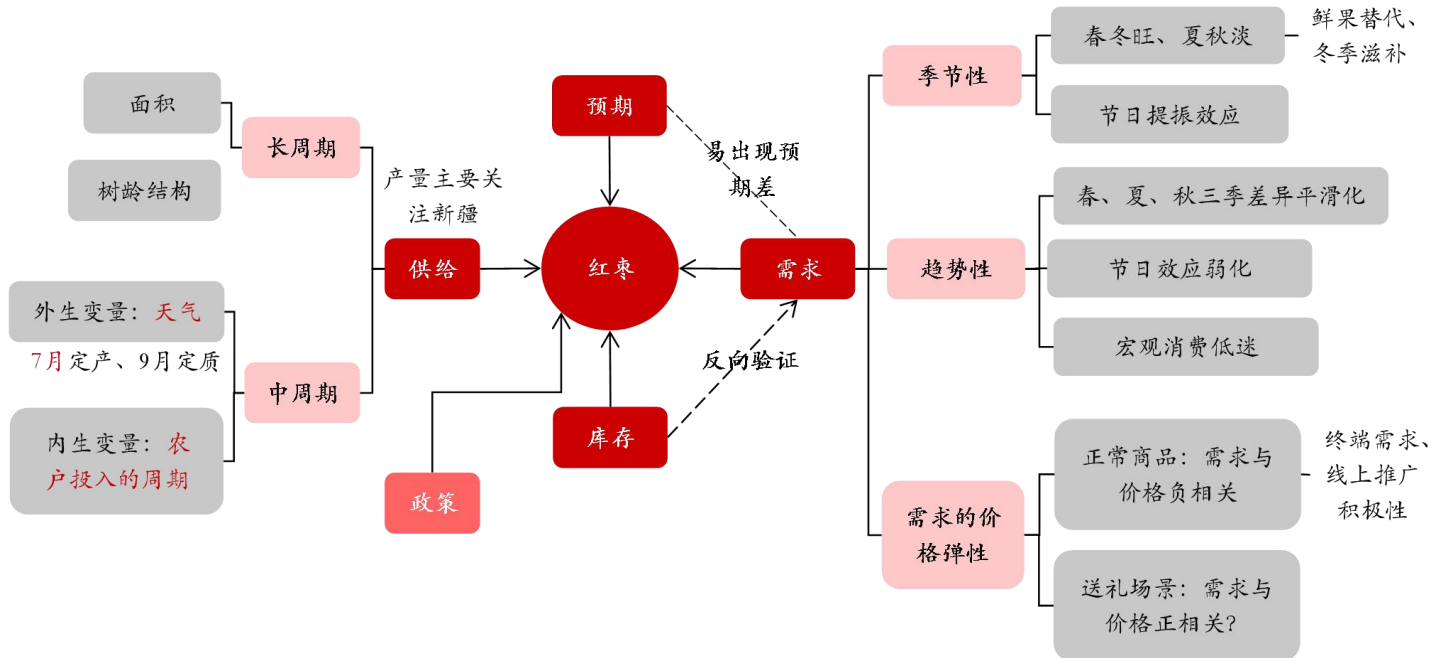 面积
树龄结构
长周期
外生变量：天气
7月定产、9月定质
内生变量：农
户投入的周期
中周期
产量主要关
注新疆
供给
政策
预期
红枣
库存
易出现预
期差
需求
反向验证
季节性
春冬旺、夏秋淡
鲜果替代、
冬季滋补
节日提振效应
趋势性
春、夏、秋三季差异平滑化
节日效应弱化
宏观消费低迷
需求的价
格弹性
正常商品：需求与
价格负相关
终端需求、
线上推广
积极性
送礼场景：需求与
价格正相关？